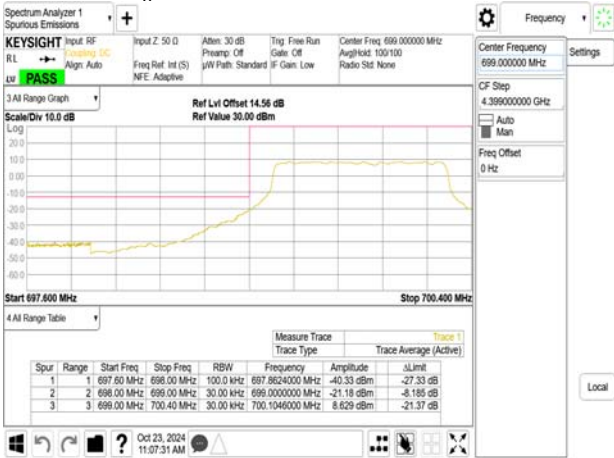 Spectrum Analyzer 1
Spurious Emissions
Frequency
KEYSIGHT
RL
LXI
PASS
Input: RF
Coupling: DC
Align: Auto
Input Z: 50 Ω
Freq Ref: Int (S)
NFE: Adaptive
Atten: 30 dB
Preamp: Off
µW Path: Standard
Trig: Free Run
Gate: Off
IF Gain: Low
Center Freq: 699.000000 MHz
Avg|Hold: 100/100
Radio Std: None
Center Frequency
699.000000 MHz
Settings
CF Step
4.399000000 GHz
Auto
Man
Freq Offset
0 Hz
Local
3 All Range Graph
Scale/Div 10.0 dB
Ref Lvl Offset 14.56 dB
Ref Value 30.00 dBm
Log
20.0
10.0
0.00
-10.0
-20.0
-30.0
-40.0
-50.0
-60.0
Start 697.600 MHz
Stop 700.400 MHz
4 All Range Table
Measure Trace Trace 1
Trace Type Trace Average (Active)
Spur Range Start Freq Stop Freq RBW Frequency Amplitude ΔLimit
1 1 697.60 MHz 698.00 MHz 100.0 kHz 697.8624000 MHz -40.33 dBm -27.33 dB
2 2 698.00 MHz 699.00 MHz 30.00 kHz 699.0000000 MHz -21.18 dBm -8.185 dB
3 3 699.00 MHz 700.40 MHz 30.00 kHz 700.1046000 MHz 8.629 dBm -21.37 dB
Oct 23, 2024
11:07:31 AM